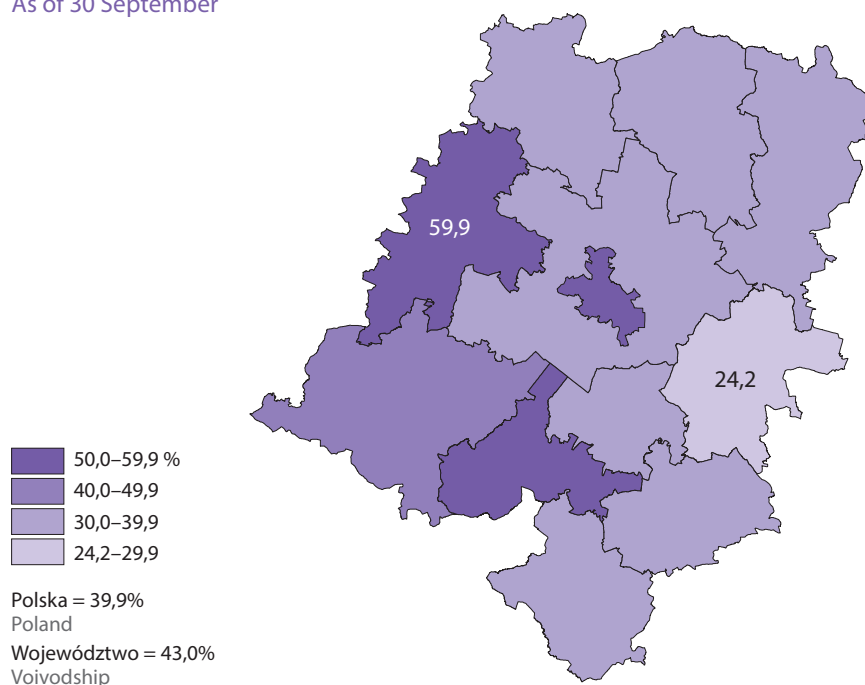 As of 30 September
59,9
24,2
50,0–59,9 %
40,0–49,9
30,0–39,9
24,2–29,9
Polska = 39,9%
Poland
Województwo = 43,0%
Voivodship